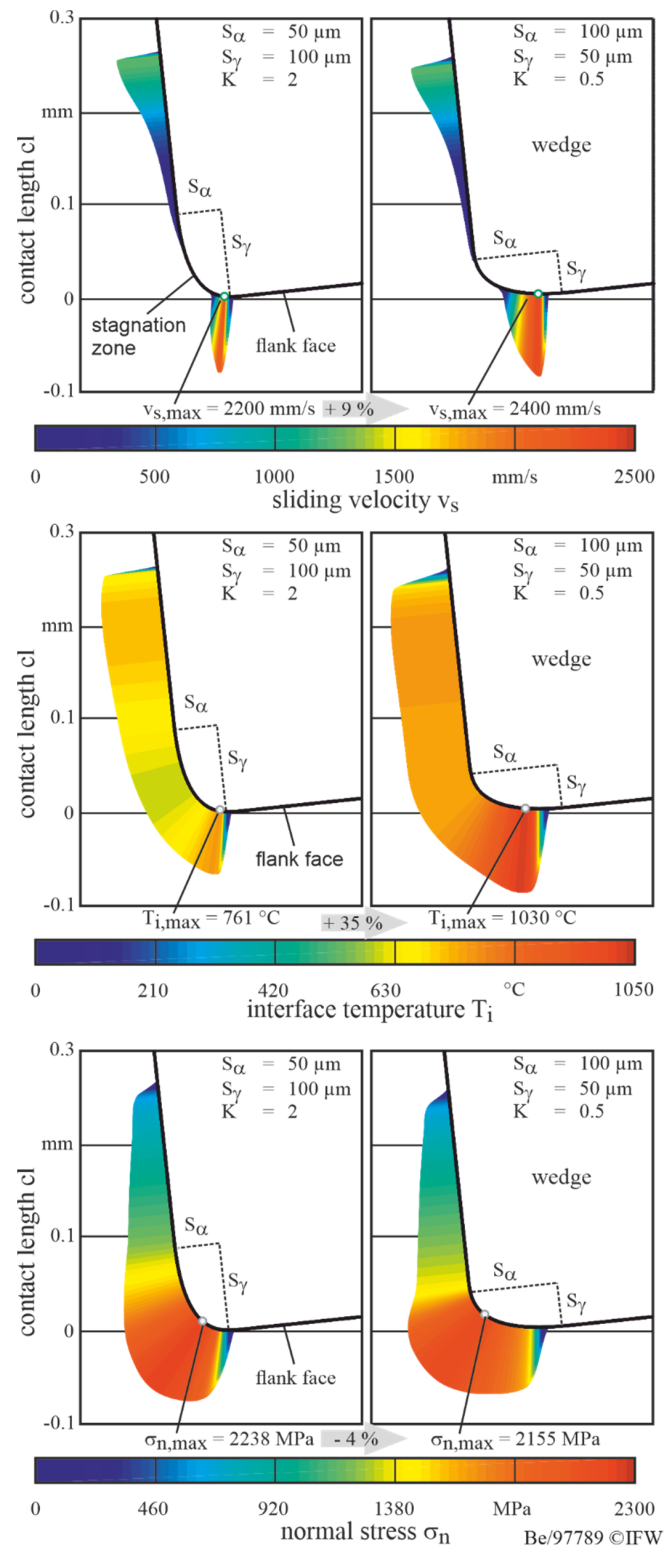 0.3
mm
0.1
0
-0.1
contact length cl
Sα = 50 µm
Sγ = 100 µm
K = 2
Sα
Sγ
stagnation
zone
flank face
Sα = 100 µm
Sγ = 50 µm
K = 0.5
wedge
Sα
Sγ
vs,max = 2200 mm/s + 9 % vs,max = 2400 mm/s
0 500 1000 1500 mm/s 2500
sliding velocity vs
0.3
mm
0.1
0
-0.1
contact length cl
Sα = 50 µm
Sγ = 100 µm
K = 2
Sα
Sγ
flank face
Sα = 100 µm
Sγ = 50 µm
K = 0.5
wedge
Sα
Sγ
Ti,max = 761 °C + 35 % Ti,max = 1030 °C
0 210 420 630 °C 1050
interface temperature Ti
0.3
mm
0.1
0
-0.1
contact length cl
Sα = 50 µm
Sγ = 100 µm
K = 2
Sα
Sγ
flank face
Sα = 100 µm
Sγ = 50 µm
K = 0.5
wedge
Sα
Sγ
σn,max = 2238 MPa - 4 % σn,max = 2155 MPa
0 460 920 1380 MPa 2300
normal stress σn
Be/97789 ©IFW